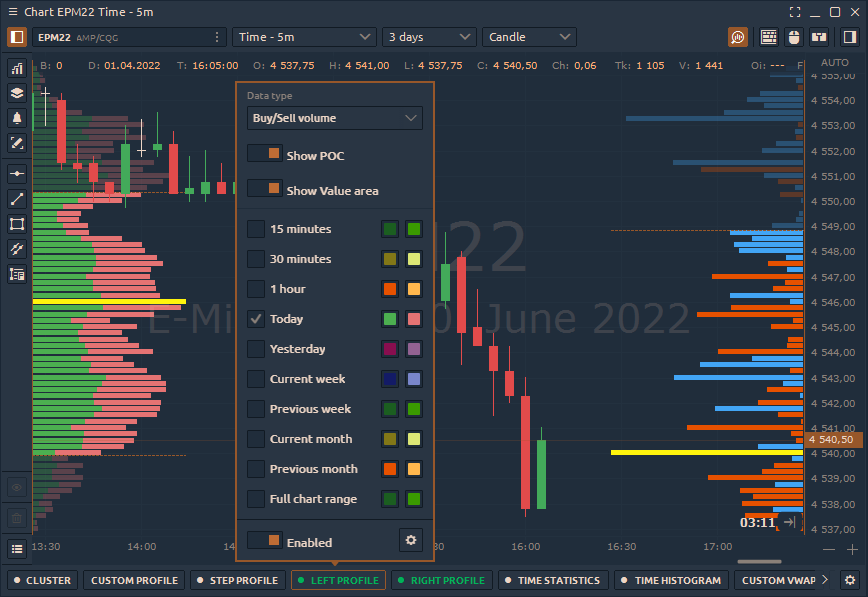 Chart EPM22 Time - 5m
EPM22 AMP/CQG
Time - 5m
3 days
Candle
B: 0 D: 01.04.2022 T: 16:05:00 O: 4 537,75 H: 4 541,00 L: 4 537,75 C: 4 540,50 Ch: 0,06 Tk: 1 105 V: 1 441 Oi: --- F
AUTO
4 555,00
4 554,00
4 553,00
4 552,00
4 551,00
4 550,00
4 549,00
4 548,00
4 547,00
4 546,00
4 545,00
4 544,00
4 543,00
4 542,00
4 541,00
4 540,50
4 540,00
4 539,00
4 538,00
4 537,00
22
E-Mi
0, June 2022
Data type
Buy/Sell volume
Show POC
Show Value area
15 minutes
30 minutes
1 hour
Today
Yesterday
Current week
Previous week
Current month
Previous month
Full chart range
Enabled
03:11
13:30
14:00
14
30
16:00
16:30
17:00
CLUSTER
CUSTOM PROFILE
STEP PROFILE
LEFT PROFILE
RIGHT PROFILE
TIME STATISTICS
TIME HISTOGRAM
CUSTOM VWAP